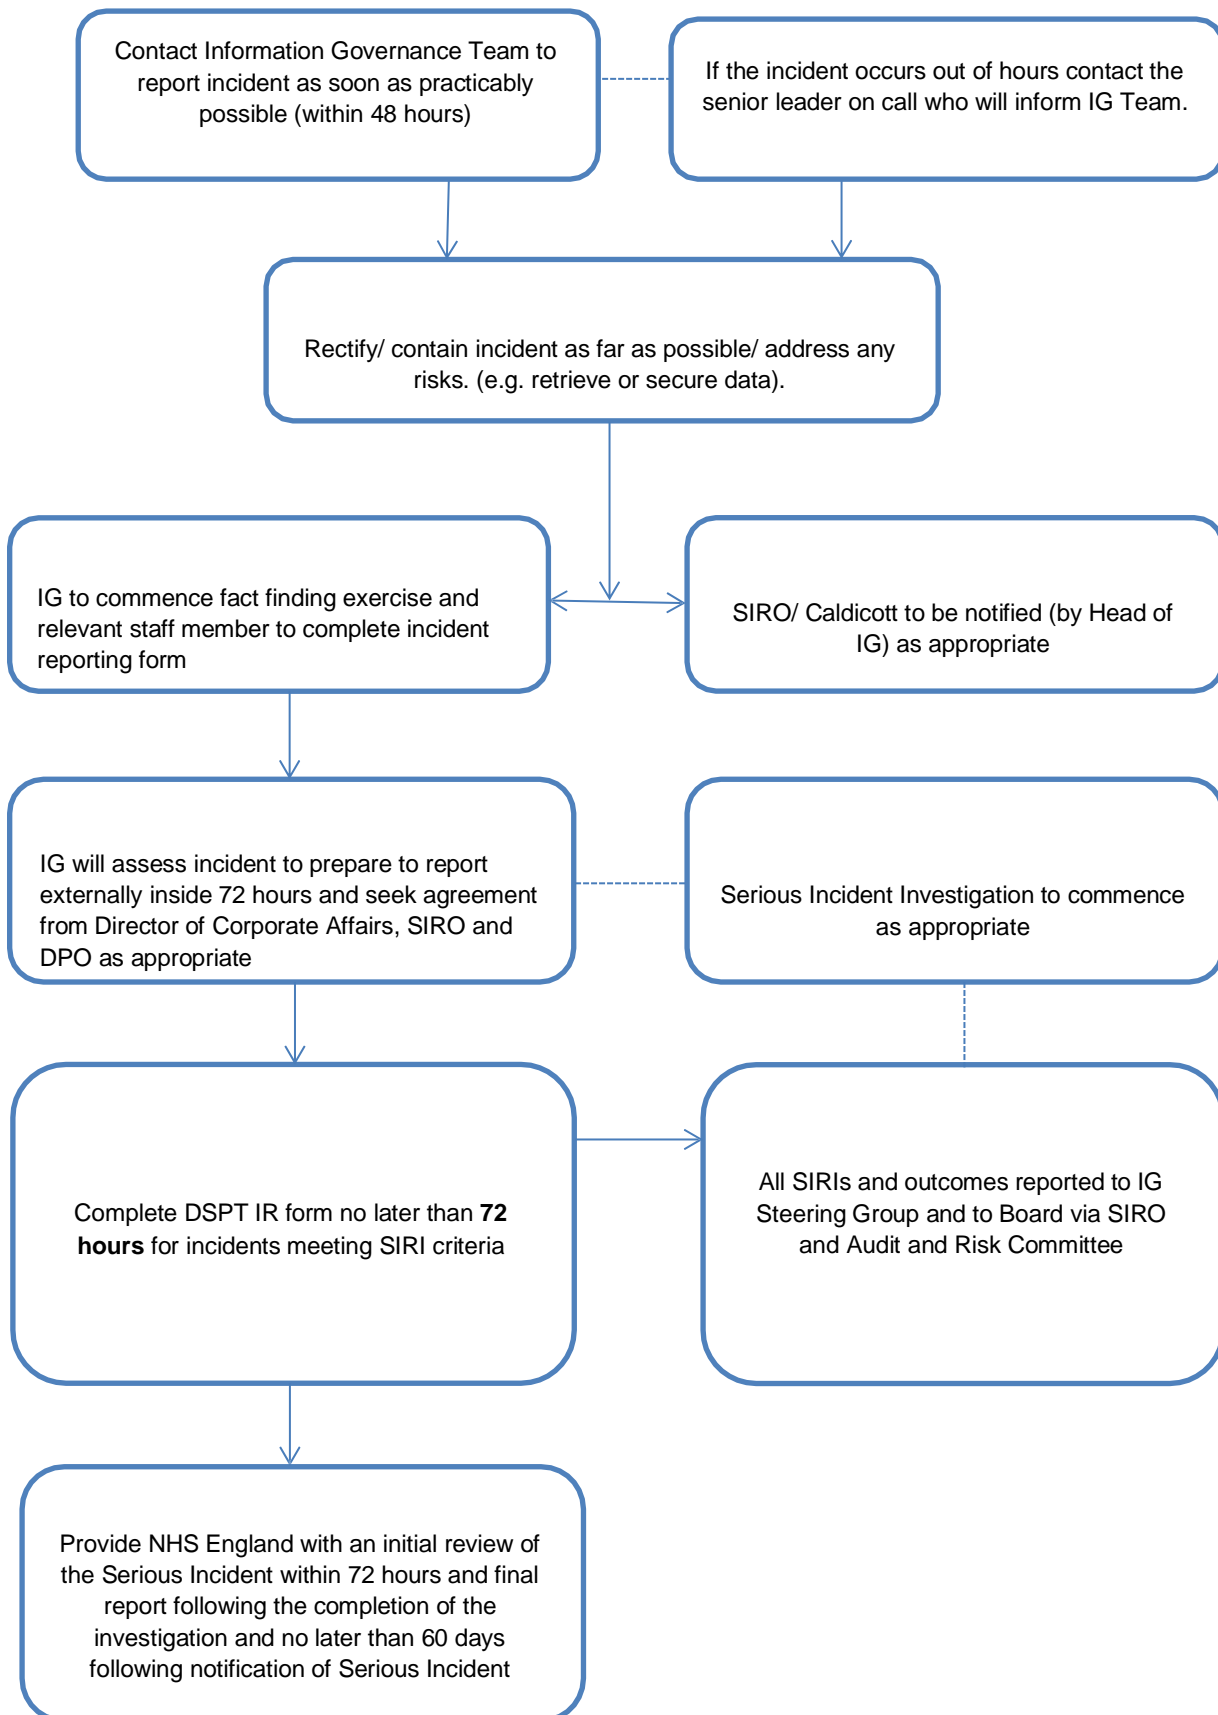 Contact Information Governance Team to
report incident as soon as practicably
possible (within 48 hours)
If the incident occurs out of hours contact the
senior leader on call who will inform IG Team.
Rectify/ contain incident as far as possible/ address any
risks. (e.g. retrieve or secure data).
IG to commence fact finding exercise and
relevant staff member to complete incident
reporting form
SIRO/ Caldicott to be notified (by Head of
IG) as appropriate
IG will assess incident to prepare to report
externally inside 72 hours and seek agreement
from Director of Corporate Affairs, SIRO and
DPO as appropriate
Serious Incident Investigation to commence
as appropriate
Complete DSPT IR form no later than 72
hours for incidents meeting SIRI criteria
All SIRIs and outcomes reported to IG
Steering Group and to Board via SIRO
and Audit and Risk Committee
Provide NHS England with an initial review of
the Serious Incident within 72 hours and final
report following the completion of the
investigation and no later than 60 days
following notification of Serious Incident